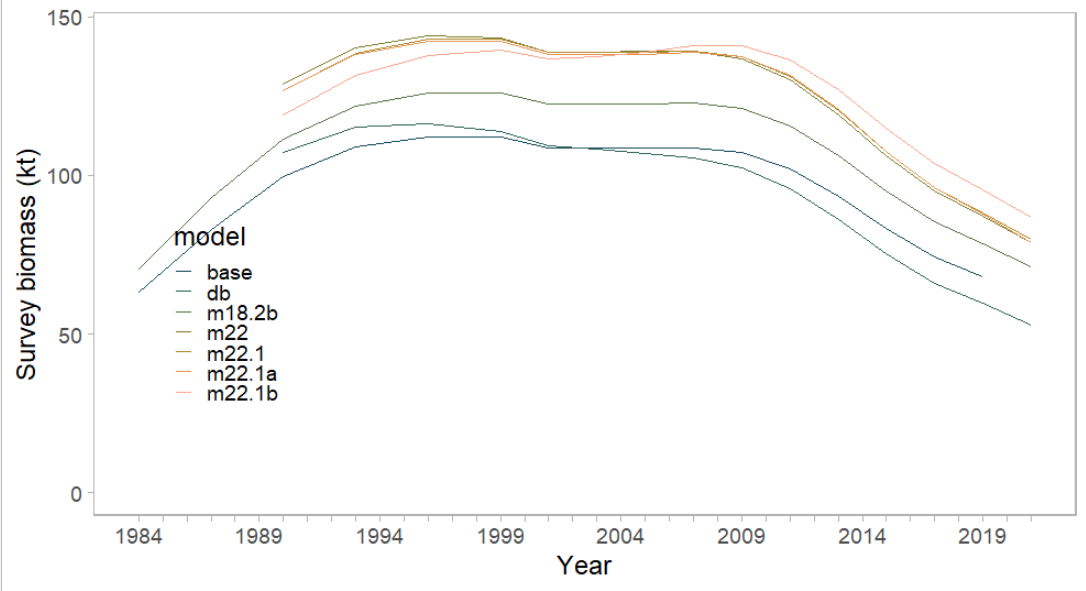 150
100
50
0
Survey biomass (kt)
model
base
db
m18.2b
m22
m22.1
m22.1a
m22.1b
1984 1989 1994 1999 2004 2009 2014 2019
Year